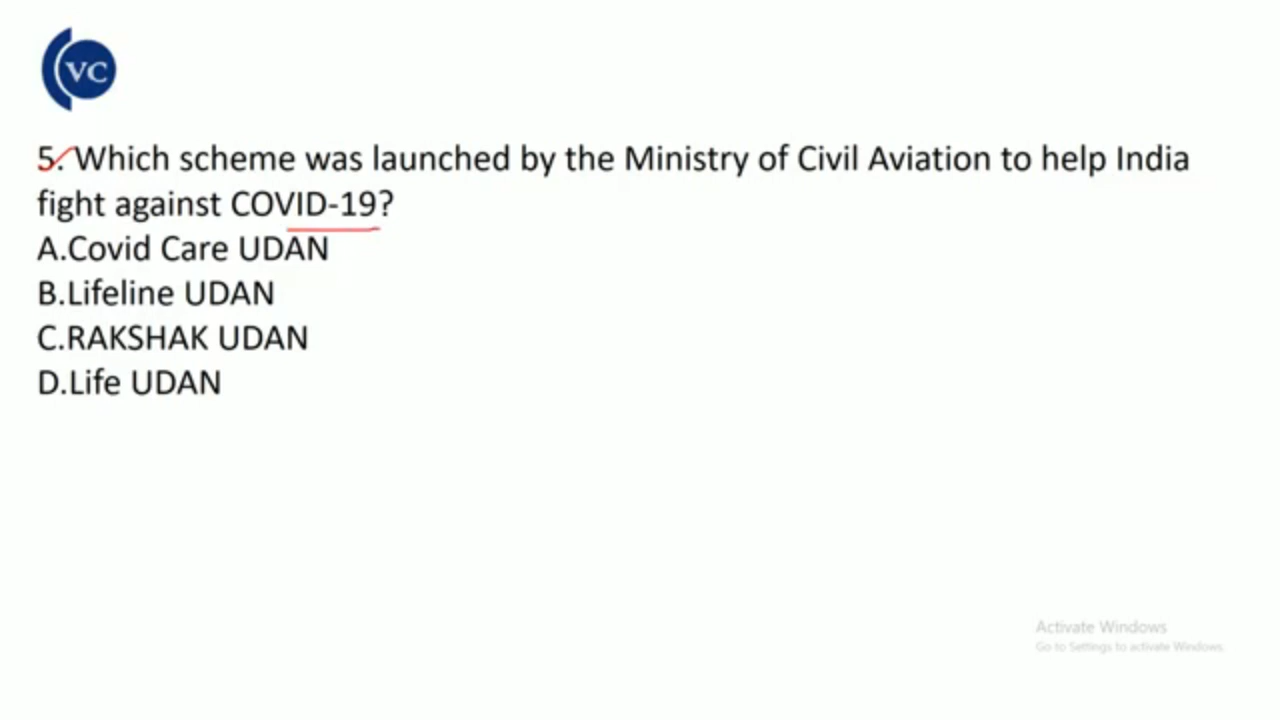 VC
5. Which scheme was launched by the Ministry of Civil Aviation to help India
fight against COVID-19?
A.Covid Care UDAN
B.Lifeline UDAN
C.RAKSHAK UDAN
D.Life UDAN
Activate Windows
Go to Settings to activate Windows.